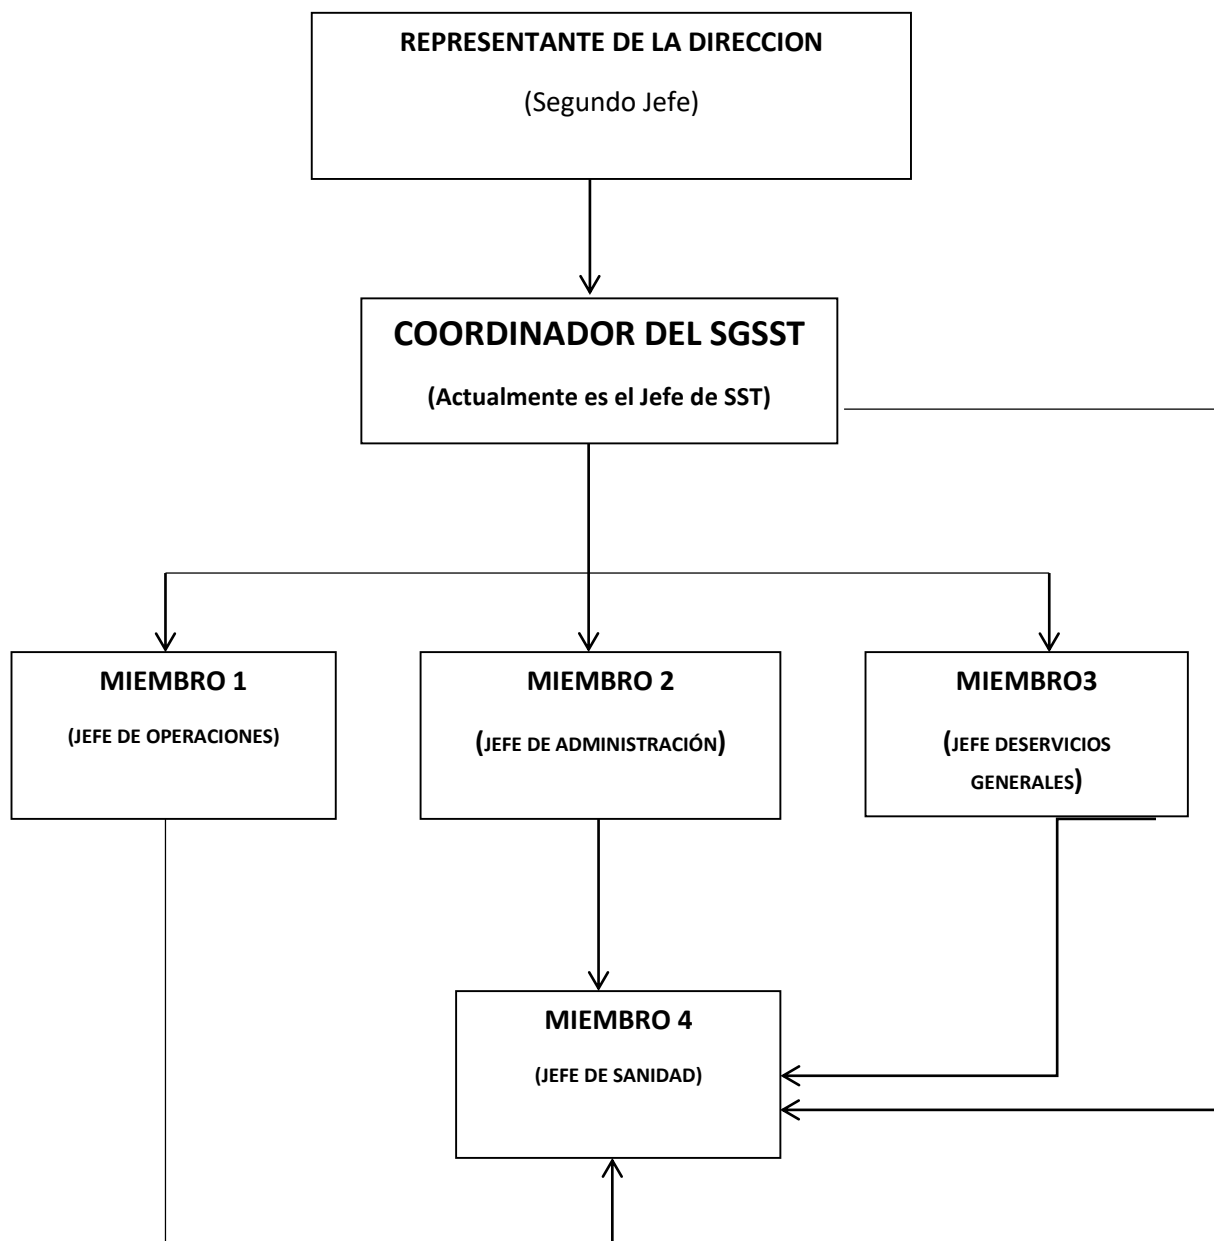 REPRESENTANTE DE LA DIRECCION
(Segundo Jefe)
COORDINADOR DEL SGSST
(Actualmente es el Jefe de SST)
MIEMBRO 1
(JEFE DE OPERACIONES)
MIEMBRO 2
(JEFE DE ADMINISTRACIÓN)
MIEMBRO3
(JEFE DESERVICIOS
GENERALES)
MIEMBRO 4
(JEFE DE SANIDAD)